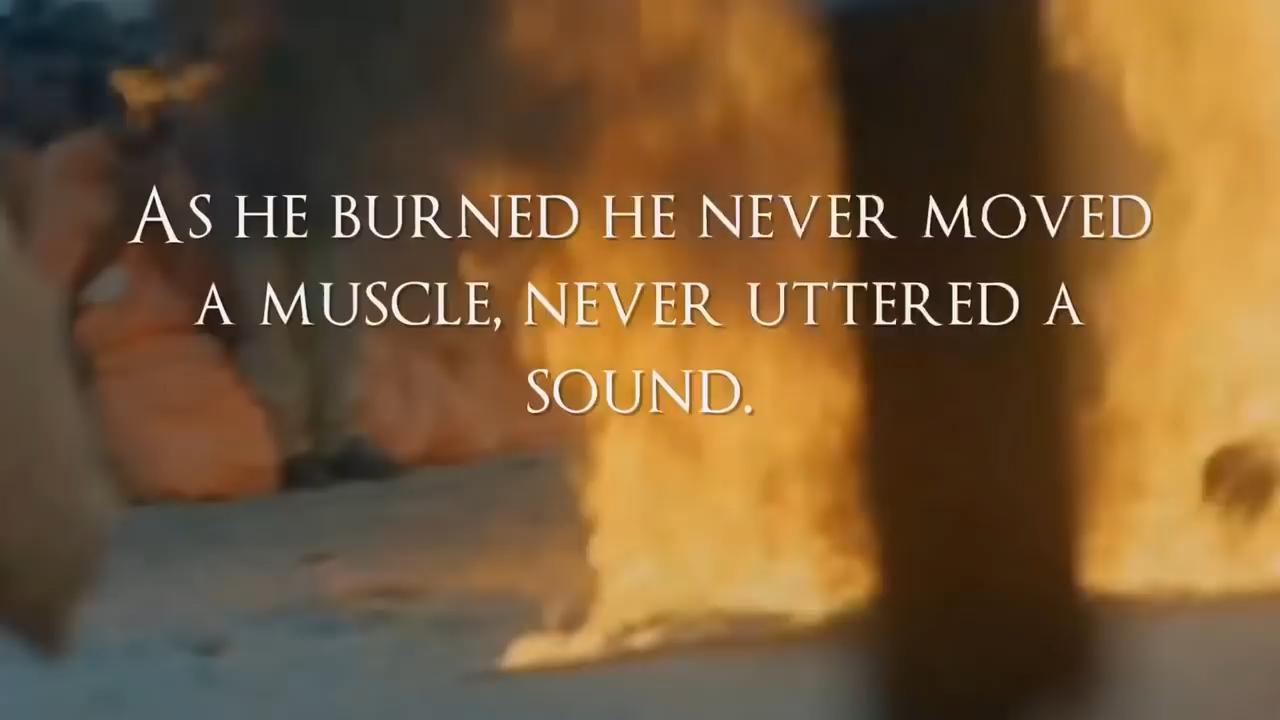 As he burned he never moved
a muscle, never uttered a
sound.